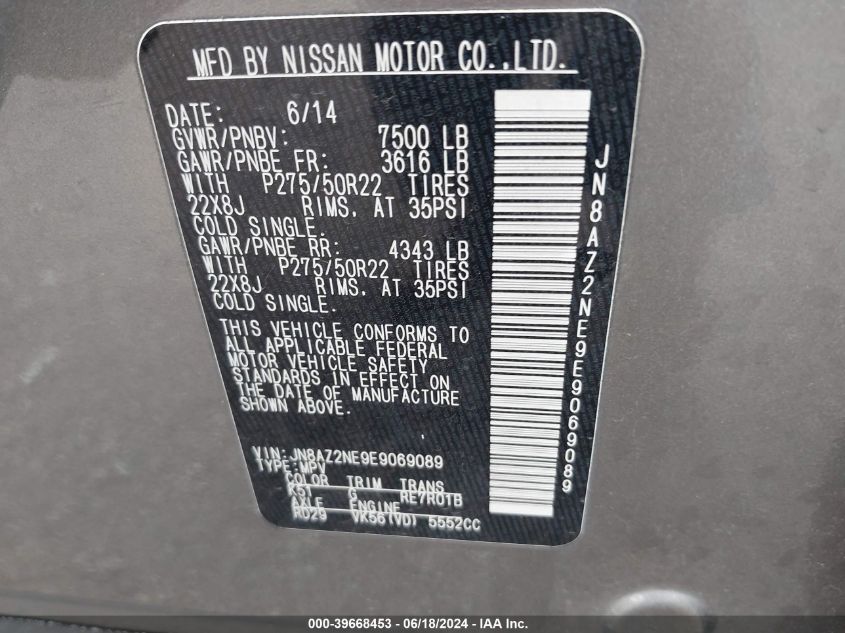 MFD BY NISSAN MOTOR CO.,LTD.
DATE: 6/14
GVWR/PNBV: 7500 LB
GAWR/PNBE FR: 3616 LB
WITH P275/50R22 TIRES
22X8J RIMS. AT 35PSI
COLD SINGLE.
GAWR/PNBE RR: 4343 LB
WITH P275/50R22 TIRES
22X8J RIMS. AT 35PSI
COLD SINGLE.
THIS VEHICLE CONFORMS TO
ALL APPLICABLE FEDERAL
MOTOR VEHICLE SAFETY
STANDARDS IN EFFECT ON
THE DATE OF MANUFACTURE
SHOWN ABOVE.
VIN:JN8AZ2NE9E9069089
TYPE:MPV
COLOR TRIM TRANS
K51 G RE7R01B
AXLE ENGINE
RD29 VK56(VD) 5552CC
JN8AZ2NE9E9069089
000-39668453 - 06/18/2024 - IAA Inc.